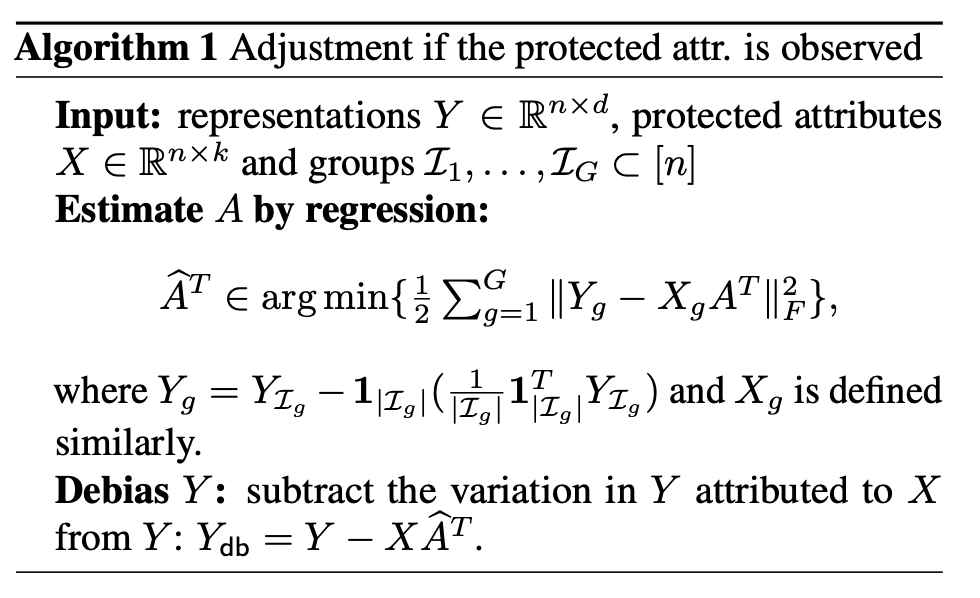 Algorithm 1 Adjustment if the protected attr. is observed
Input: representations $Y \in \mathbb{R}^{n \times d}$, protected attributes
$X \in \mathbb{R}^{n \times k}$ and groups $\mathcal{I}_1, \ldots, \mathcal{I}_G \subset [n]$
Estimate $A$ by regression:
$\widehat{A}^T \in \arg\min\{\frac{1}{2} \sum_{g=1}^{G} \|Y_g - X_g A^T\|_F^2\},$
where $Y_g = Y_{\mathcal{I}_g} - \mathbf{1}_{|\mathcal{I}_g|}(\frac{1}{|\mathcal{I}_g|} \mathbf{1}_{|\mathcal{I}_g|}^T Y_{\mathcal{I}_g})$ and $X_g$ is defined
similarly.
Debias $Y$: subtract the variation in $Y$ attributed to $X$
from $Y$: $Y_{\mathsf{db}} = Y - X\widehat{A}^T$.